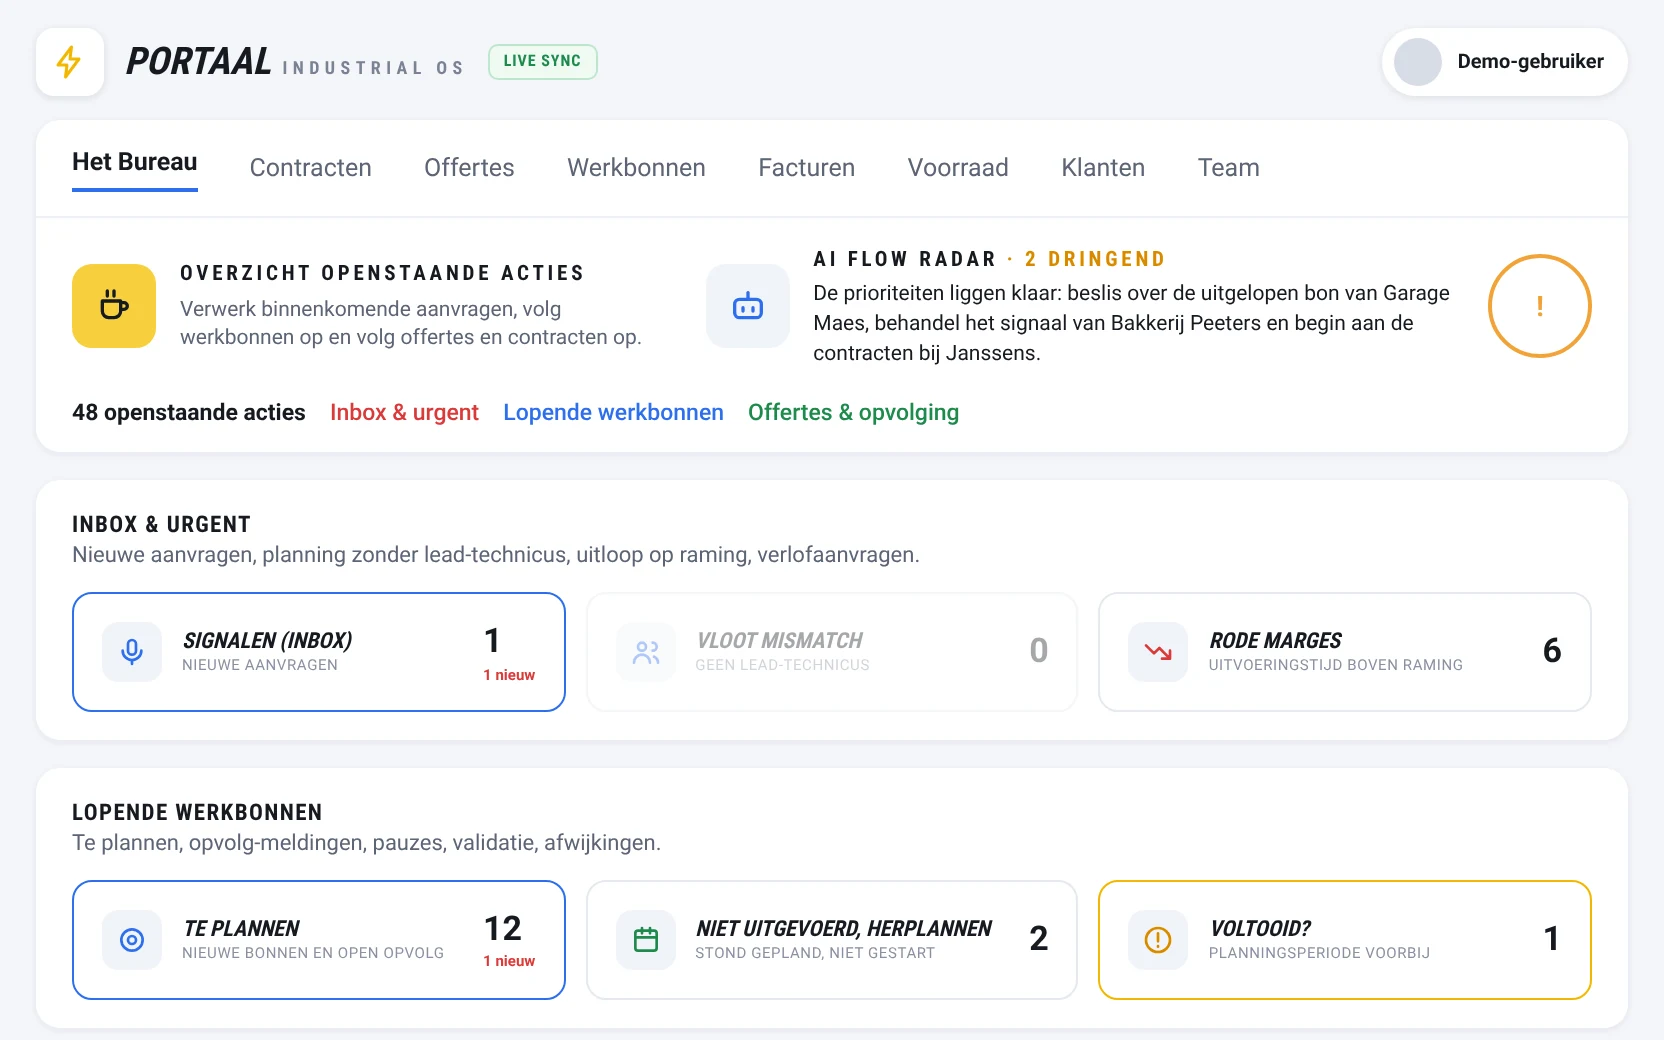 PORTAAL INDUSTRIAL OS
LIVE SYNC
Demo-gebruiker
Het Bureau
Contracten
Offertes
Werkbonnen
Facturen
Voorraad
Klanten
Team
OVERZICHT OPENSTAANDE ACTIES
Verwerk binnenkomende aanvragen, volg
werkbonnen op en volg offertes en contracten op.
AI FLOW RADAR · 2 DRINGEND
De prioriteiten liggen klaar: beslis over de uitgelopen bon van Garage
Maes, behandel het signaal van Bakkerij Peeters en begin aan de
contracten bij Janssens.
!
48 openstaande acties
Inbox & urgent
Lopende werkbonnen
Offertes & opvolging
INBOX & URGENT
Nieuwe aanvragen, planning zonder lead-technicus, uitloop op raming, verlofaanvragen.
SIGNALEN (INBOX)
NIEUWE AANVRAGEN
1
1 nieuw
VLOOT MISMATCH
GEEN LEAD-TECHNICUS
0
RODE MARGES
UITVOERINGSTIJD BOVEN RAMING
6
LOPENDE WERKBONNEN
Te plannen, opvolg-meldingen, pauzes, validatie, afwijkingen.
TE PLANNEN
NIEUWE BONNEN EN OPEN OPVOLG
12
1 nieuw
NIET UITGEVOERD, HERPLANNEN
STOND GEPLAND, NIET GESTART
2
VOLTOOID?
PLANNINGSPERIODE VOORBIJ
1